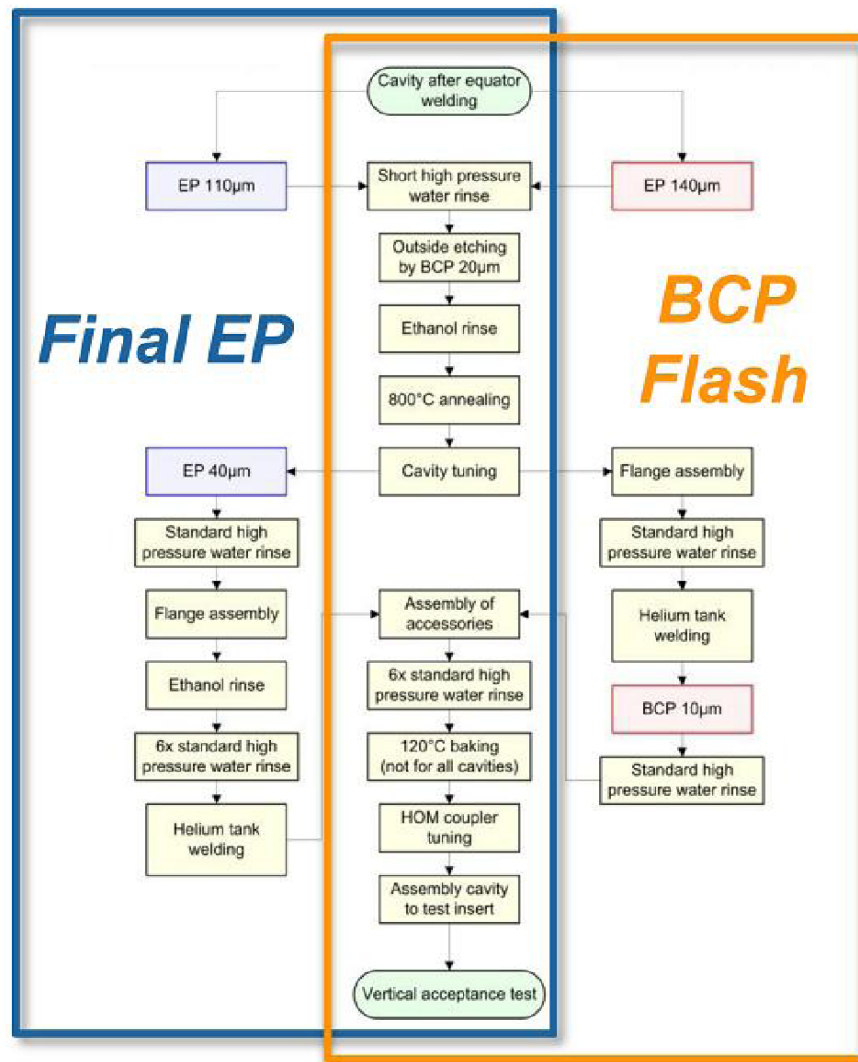 Cavity after equator
welding
EP 110µm
Short high pressure
water rinse
EP 140µm
Outside etching
by BCP 20µm
Final EP
BCP
Flash
Ethanol rinse
800°C annealing
EP 40µm
Cavity tuning
Flange assembly
Standard high
pressure water rinse
Standard high
pressure water rinse
Flange assembly
Assembly of
accessories
Helium tank
welding
Ethanol rinse
6x standard high
pressure water rinse
BCP 10µm
6x standard high
pressure water rinse
120°C baking
(not for all cavities)
Standard high
pressure water rinse
Helium tank
welding
HOM coupler
tuning
Assembly cavity
to test insert
Vertical acceptance test